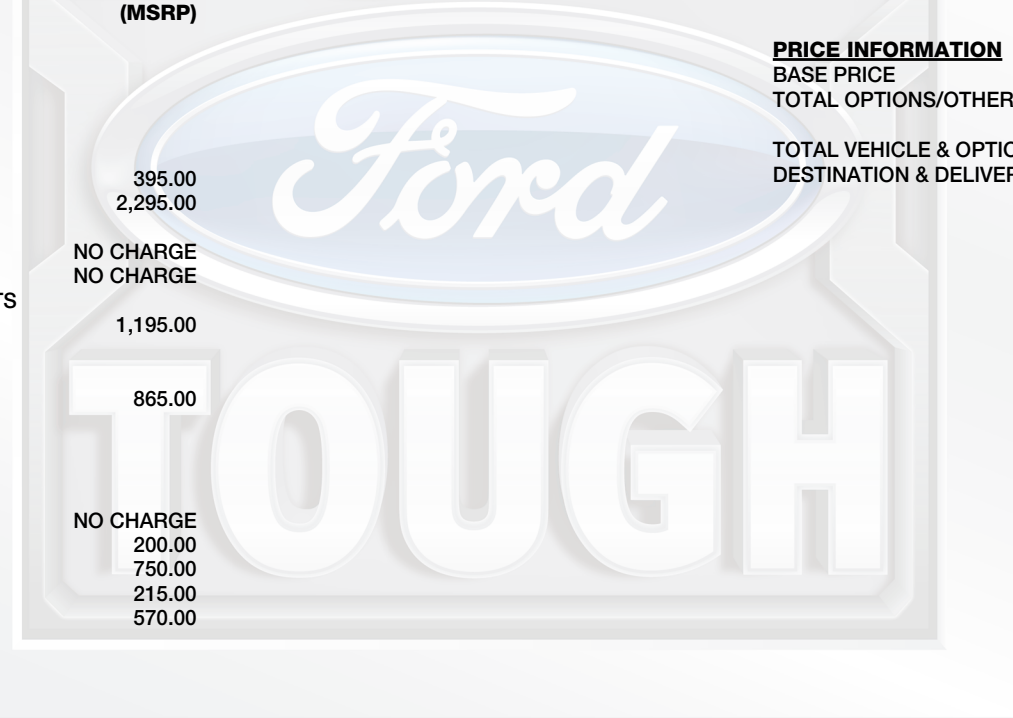 (MSRP)
395.00
2,295.00
NO CHARGE
NO CHARGE
TS
1,195.00
865.00
NO CHARGE
200.00
750.00
215.00
570.00
Ford
TOUGH
PRICE INFORMATION
BASE PRICE
TOTAL OPTIONS/OTHER
TOTAL VEHICLE & OPTIO
DESTINATION & DELIVER